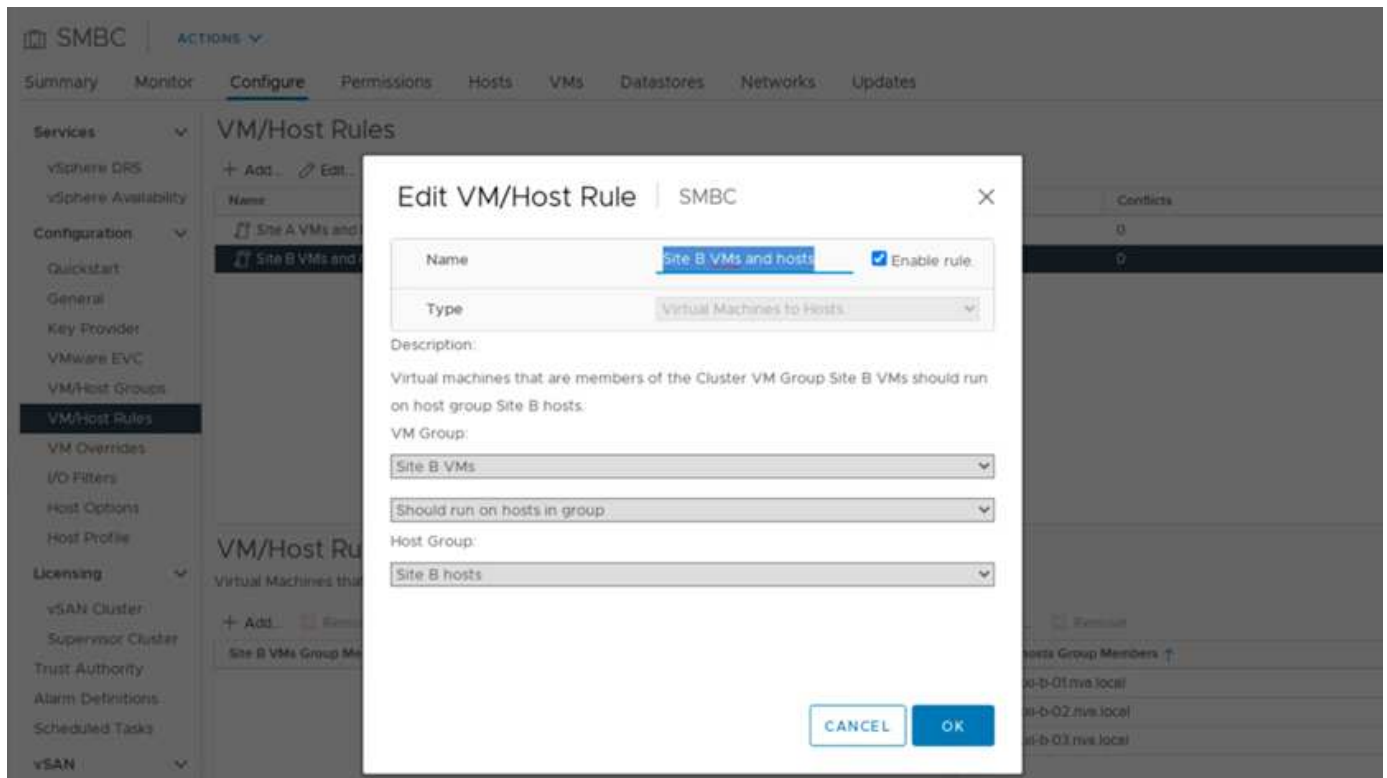 SMBC ACTIONS
Summary Monitor Configure Permissions Hosts VMs Datastores Networks Updates
Services
vSphere DRS
vSphere Availability
Configuration
Quickstart
General
Key Provider
VMware EVC
VM/Host Groups
VM/Host Rules
VM Overrides
I/O Filters
Host Options
Host Profile
Licensing
vSAN Cluster
Supervisor Cluster
Trust Authority
Alarm Definitions
Scheduled Tasks
vSAN
VM/Host Rules
+ Add... Edit...
Name Conflicts
Site A VMs and 0
Site B VMs and 0
Edit VM/Host Rule SMBC
Name Site B VMs and hosts Enable rule.
Type Virtual Machines to Hosts
Description:
Virtual machines that are members of the Cluster VM Group Site B VMs should run
on host group Site B hosts.
VM Group:
Site B VMs
Should run on hosts in group
Host Group:
Site B hosts
CANCEL OK
VM/Host Ru
Virtual Machines that
+ Add... Remove
Site B VMs Group Me
hosts Group Members
-b-01.nva.local
-b-02.nva.local
-b-03.nva.local